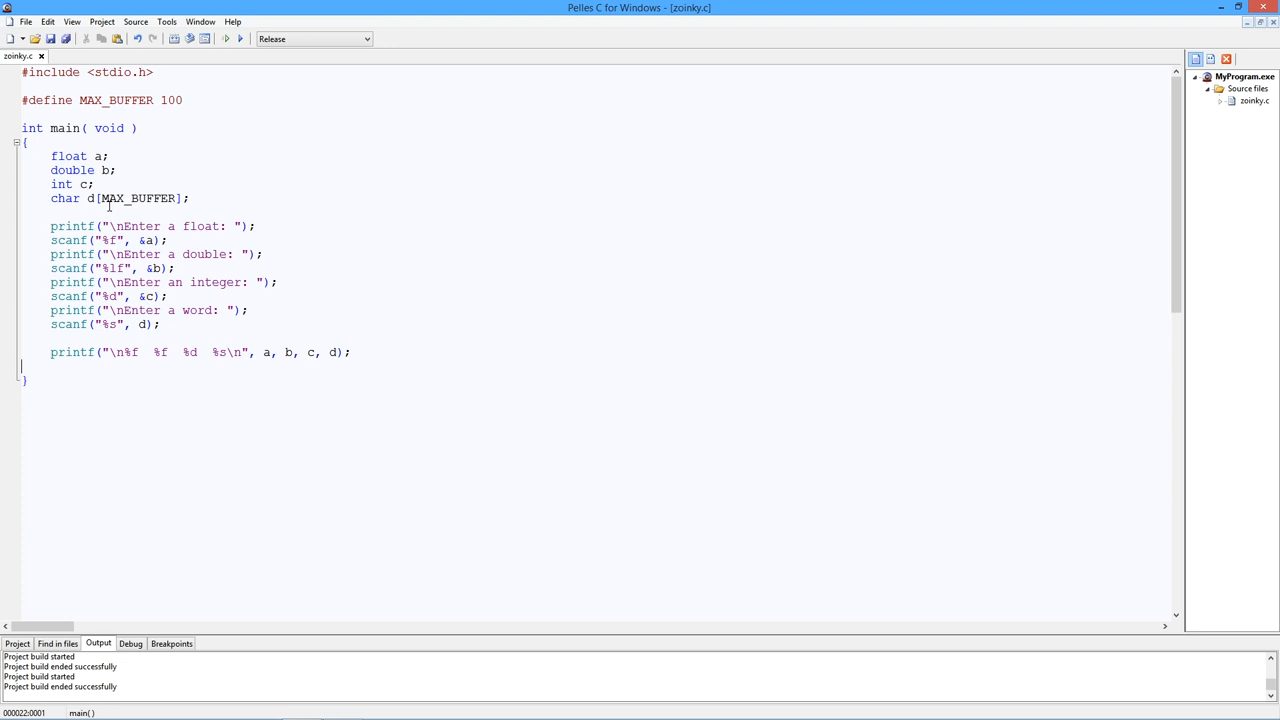 Pelles C for Windows - [zoinky.c]
File Edit View Project Source Tools Window Help
Release
zoinky.c
#include <stdio.h>
#define MAX_BUFFER 100
int main( void )
{
float a;
double b;
int c;
char d[MAX_BUFFER];
printf("\nEnter a float: ");
scanf("%f", &a);
printf("\nEnter a double: ");
scanf("%lf", &b);
printf("\nEnter an integer: ");
scanf("%d", &c);
printf("\nEnter a word: ");
scanf("%s", d);
printf("\n%f  %f  %d  %s\n", a, b, c, d);
}
MyProgram.exe
Source files
zoinky.c
Project Find in files Output Debug Breakpoints
Project build started
Project build ended successfully
Project build started
Project build ended successfully
000022:0001 main( )